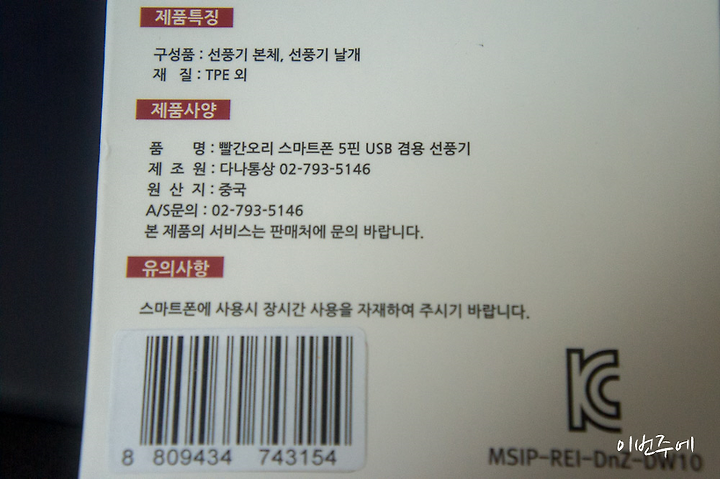 제품특징
구성품 : 선풍기 본체, 선풍기 날개
재 질 : TPE 외
제품사양
품 명 : 빨간오리 스마트폰 5핀 USB 겸용 선풍기
제 조 원 : 다나통상 02-793-5146
원 산 지 : 중국
A/S문의 : 02-793-5146
본 제품의 서비스는 판매처에 문의 바랍니다.
유의사항
스마트폰에 사용시 장시간 사용을 자재하여 주시기 바랍니다.
8 809434 743154
KC
이번주에
MSIP-REI-DnZ-DW10